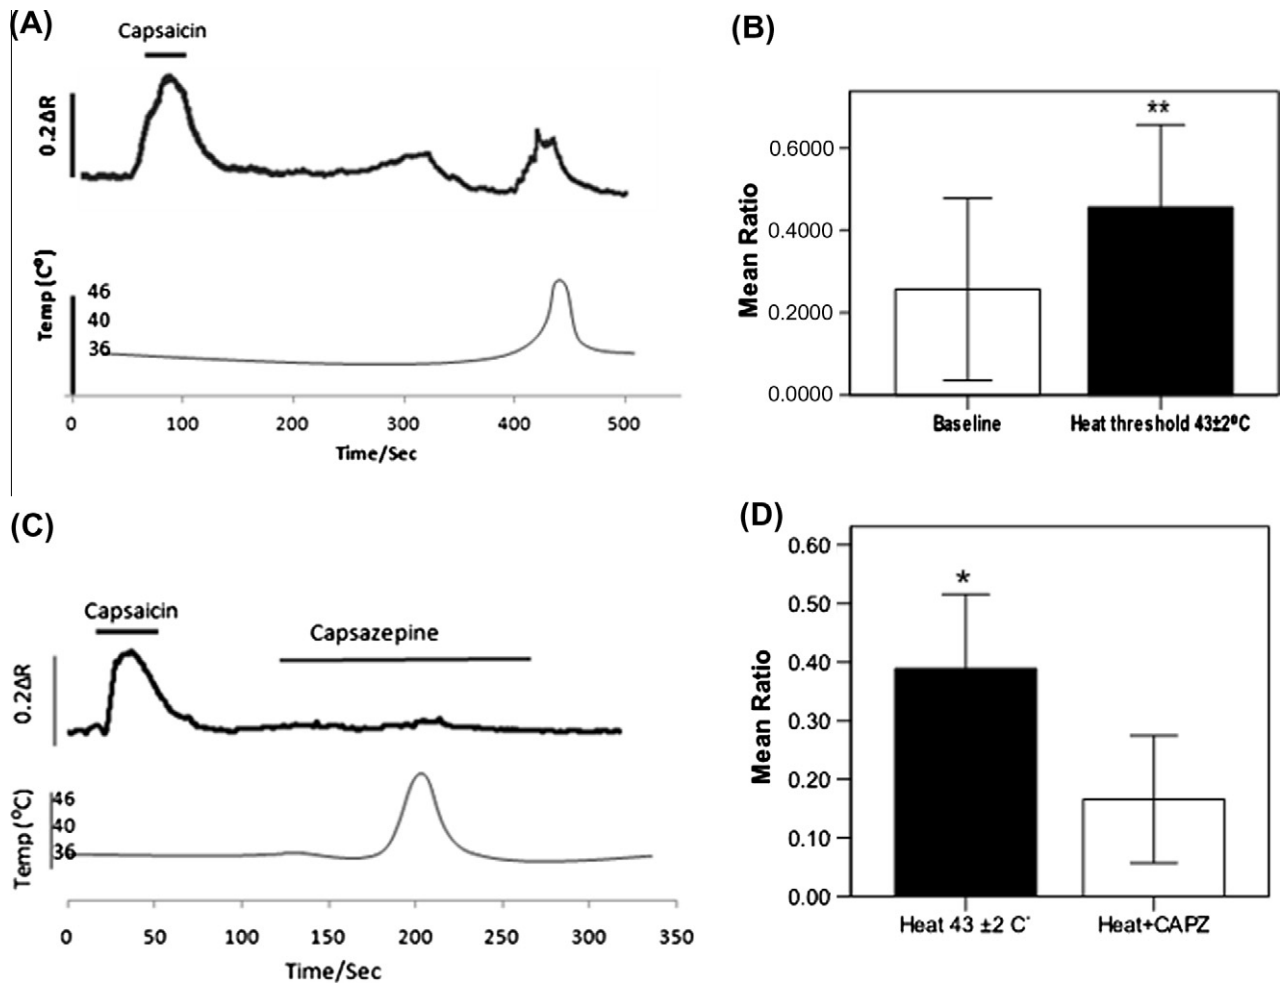 (A)
Capsaicin
0.2ΔR
Temp (Cº)
46
40
36
0 100 200 300 400 500
Time/Sec
(B)
**
Mean Ratio
0.6000
0.4000
0.2000
0.0000
Baseline Heat threshold 43±2ºC
(C)
Capsaicin
Capsazepine
0.2ΔR
Temp (ºC)
46
40
36
0 50 100 150 200 250 300 350
Time/Sec
(D)
*
Mean Ratio
0.60
0.50
0.40
0.30
0.20
0.10
0.00
Heat 43 ±2 C° Heat+CAPZ